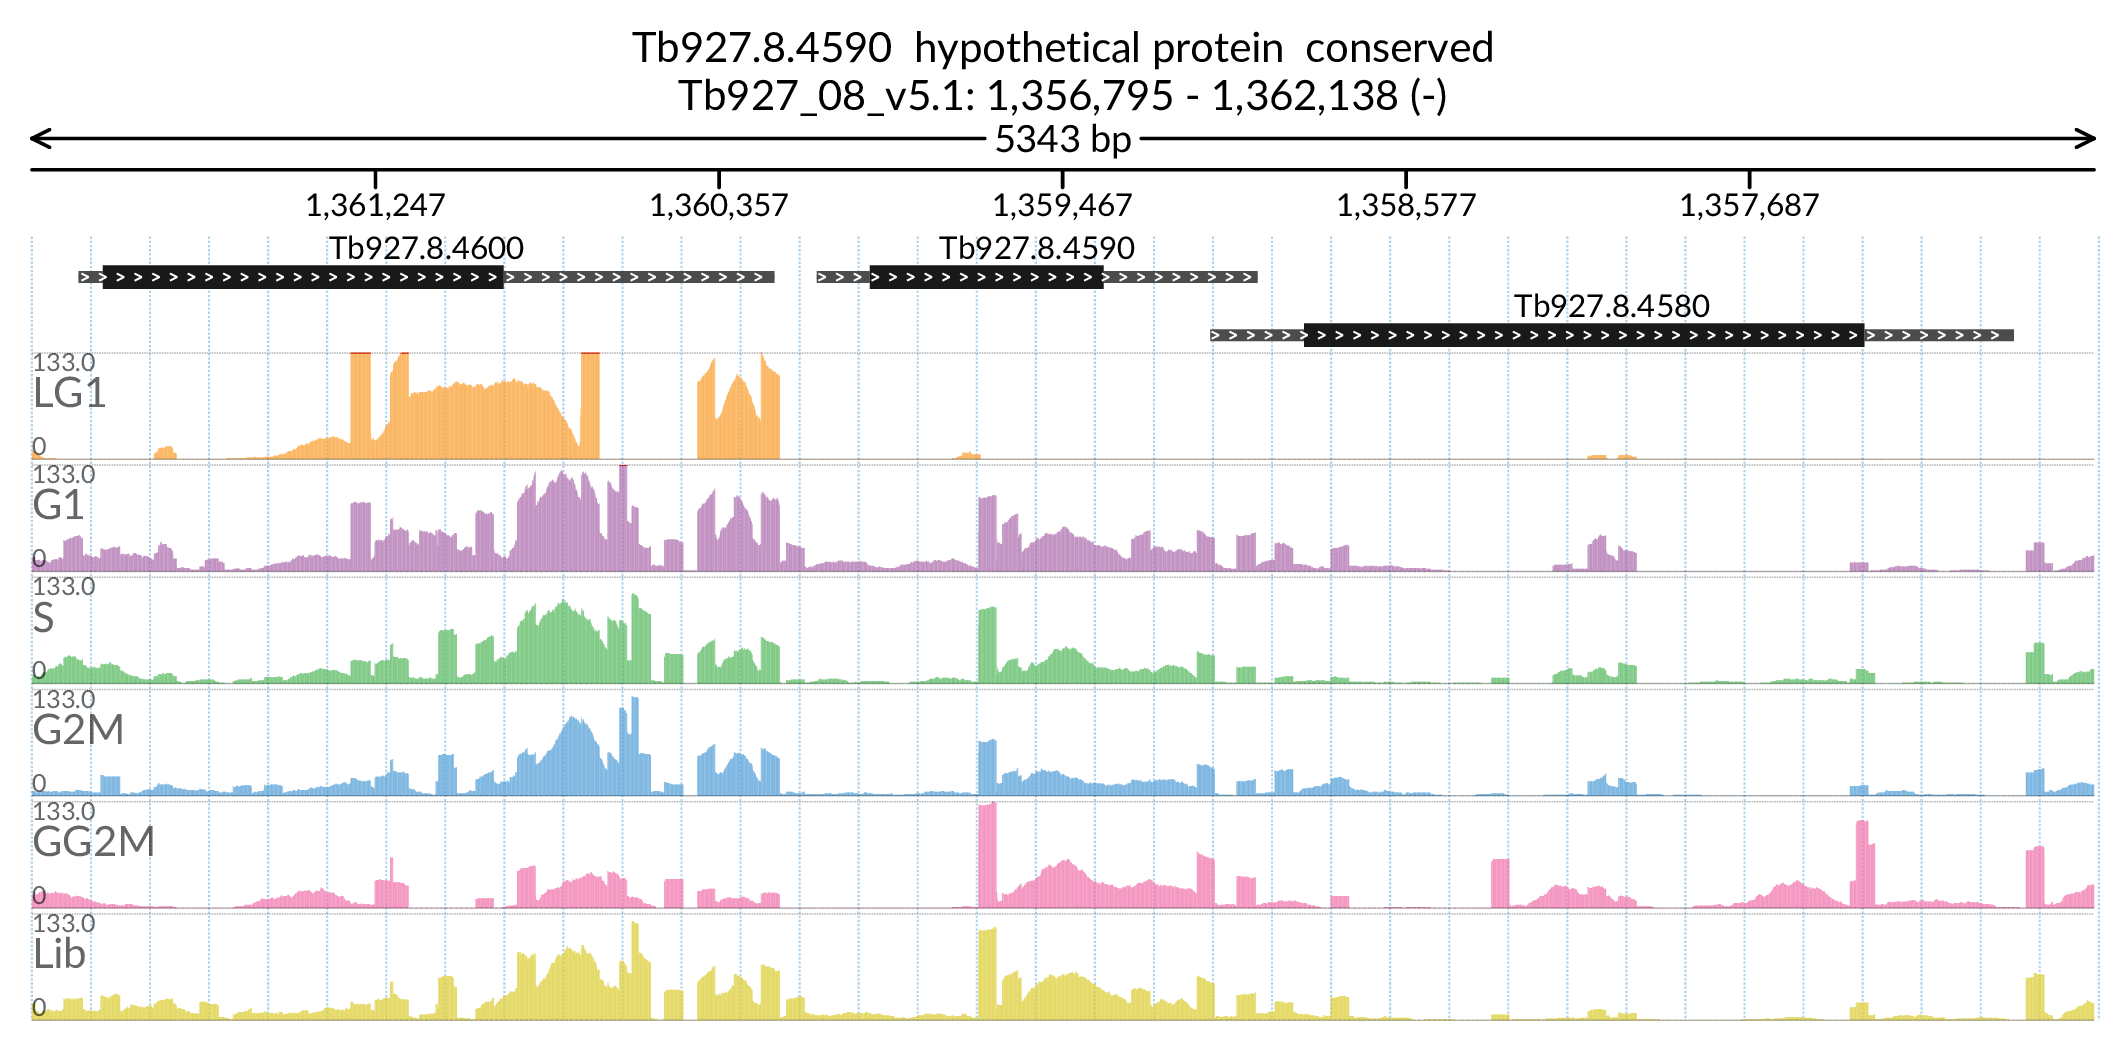 Tb927.8.4590  hypothetical protein  conserved
Tb927_08_v5.1: 1,356,795 - 1,362,138 (-)
5343 bp
1,361,247 1,360,357 1,359,467 1,358,577 1,357,687
Tb927.8.4600 Tb927.8.4590
Tb927.8.4580
133.0
LG1
0
133.0
G1
0
133.0
S
0
133.0
G2M
0
133.0
GG2M
0
133.0
Lib
0